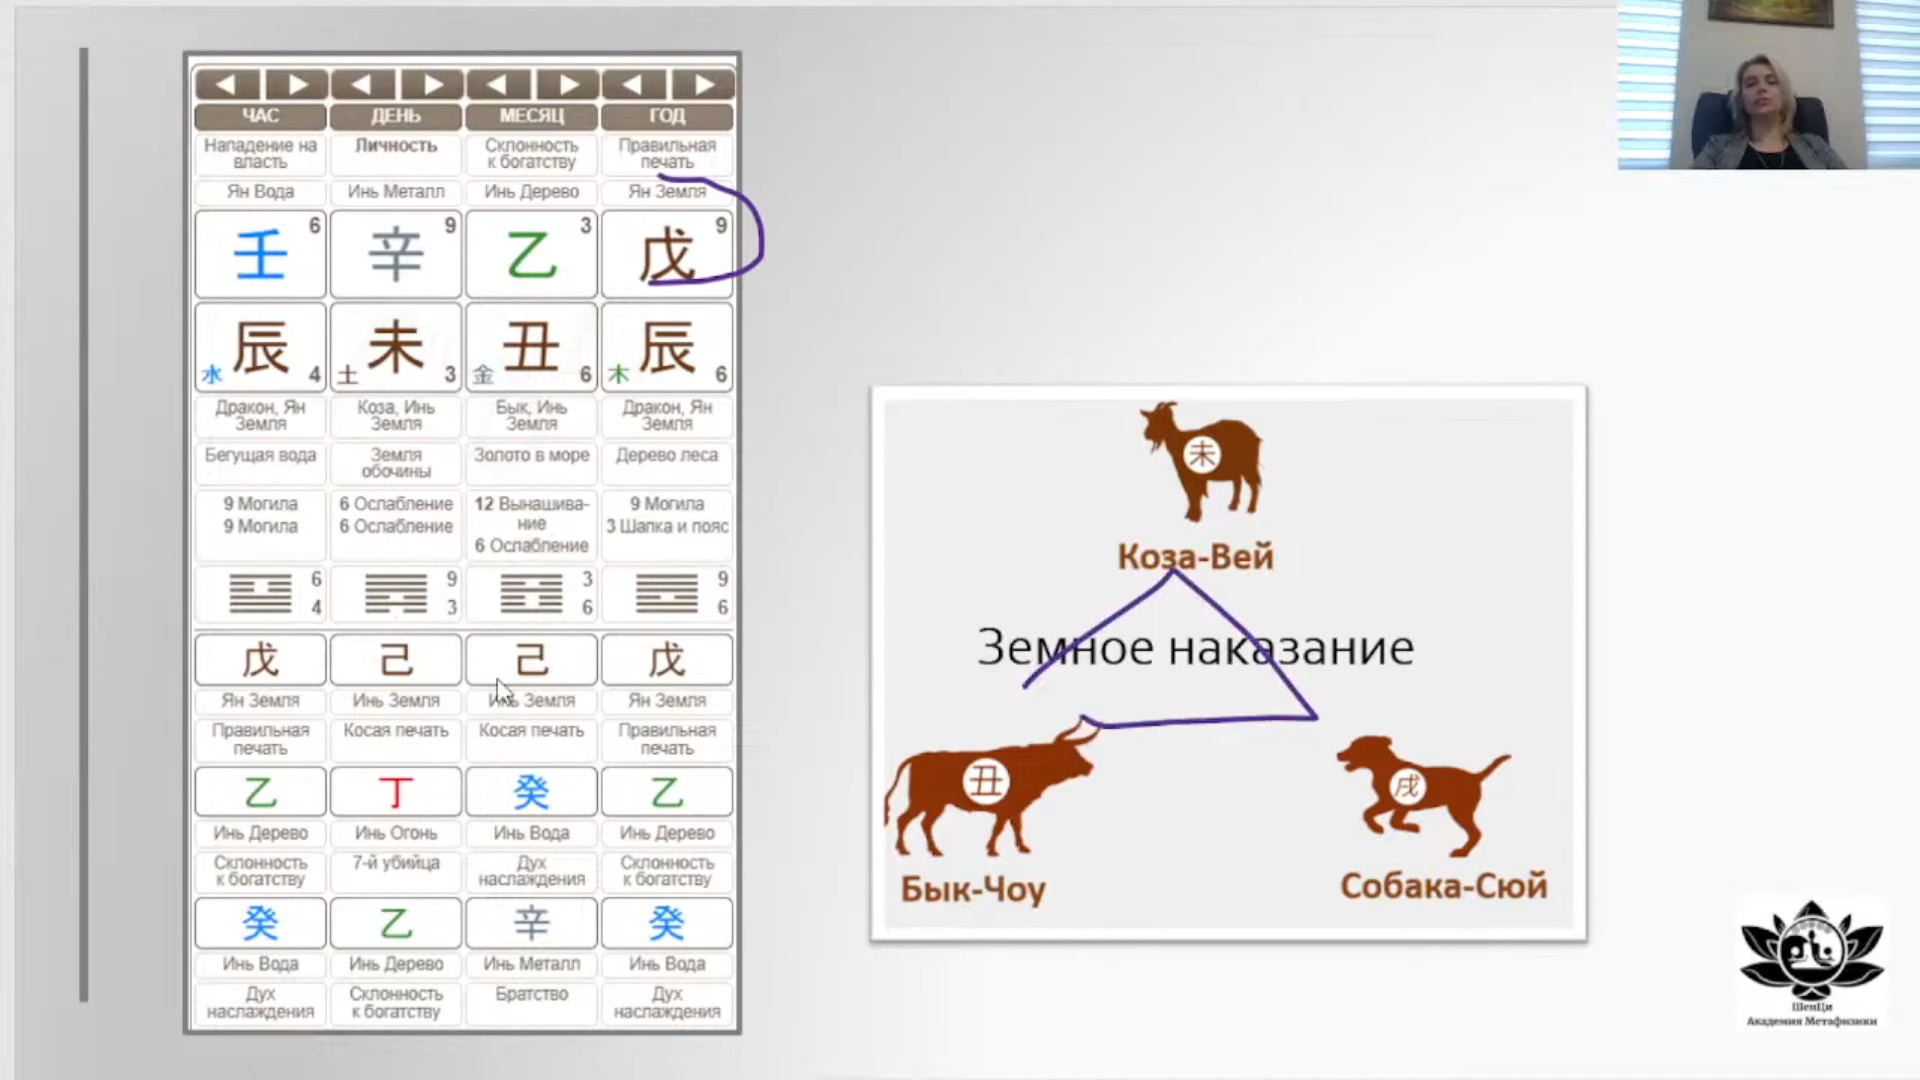 ЧАС ДЕНЬ МЕСЯЦ ГОД
Нападение на власть Личность Склонность к богатству Правильная печать
Ян Вода Инь Металл Инь Дерево Ян Земля
壬 6 辛 9 乙 3 戊 9
水 辰 4 土 未 3 金 丑 6 木 辰 6
Дракон, Ян Земля Коза, Инь Земля Бык, Инь Земля Дракон, Ян Земля
Бегущая вода Земля обочины Золото в море Дерево леса
9 Могила 6 Ослабление 12 Вынашива-ние 9 Могила
9 Могила 6 Ослабление 6 Ослабление 3 Шапка и пояс
6 9 3 9
4 3 6 6
戊 己 己 戊
Ян Земля Инь Земля Инь Земля Ян Земля
Правильная печать Косая печать Косая печать Правильная печать
乙 丁 癸 乙
Инь Дерево Инь Огонь Инь Вода Инь Дерево
Склонность к богатству 7-й убийца Дух наслаждения Склонность к богатству
癸 乙 辛 癸
Инь Вода Инь Дерево Инь Металл Инь Вода
Дух наслаждения Склонность к богатству Братство Дух наслаждения
未
Коза-Вей
Земное наказание
丑 戌
Бык-Чоу Собака-Сюй
ШенЦи
Академия Метафизики